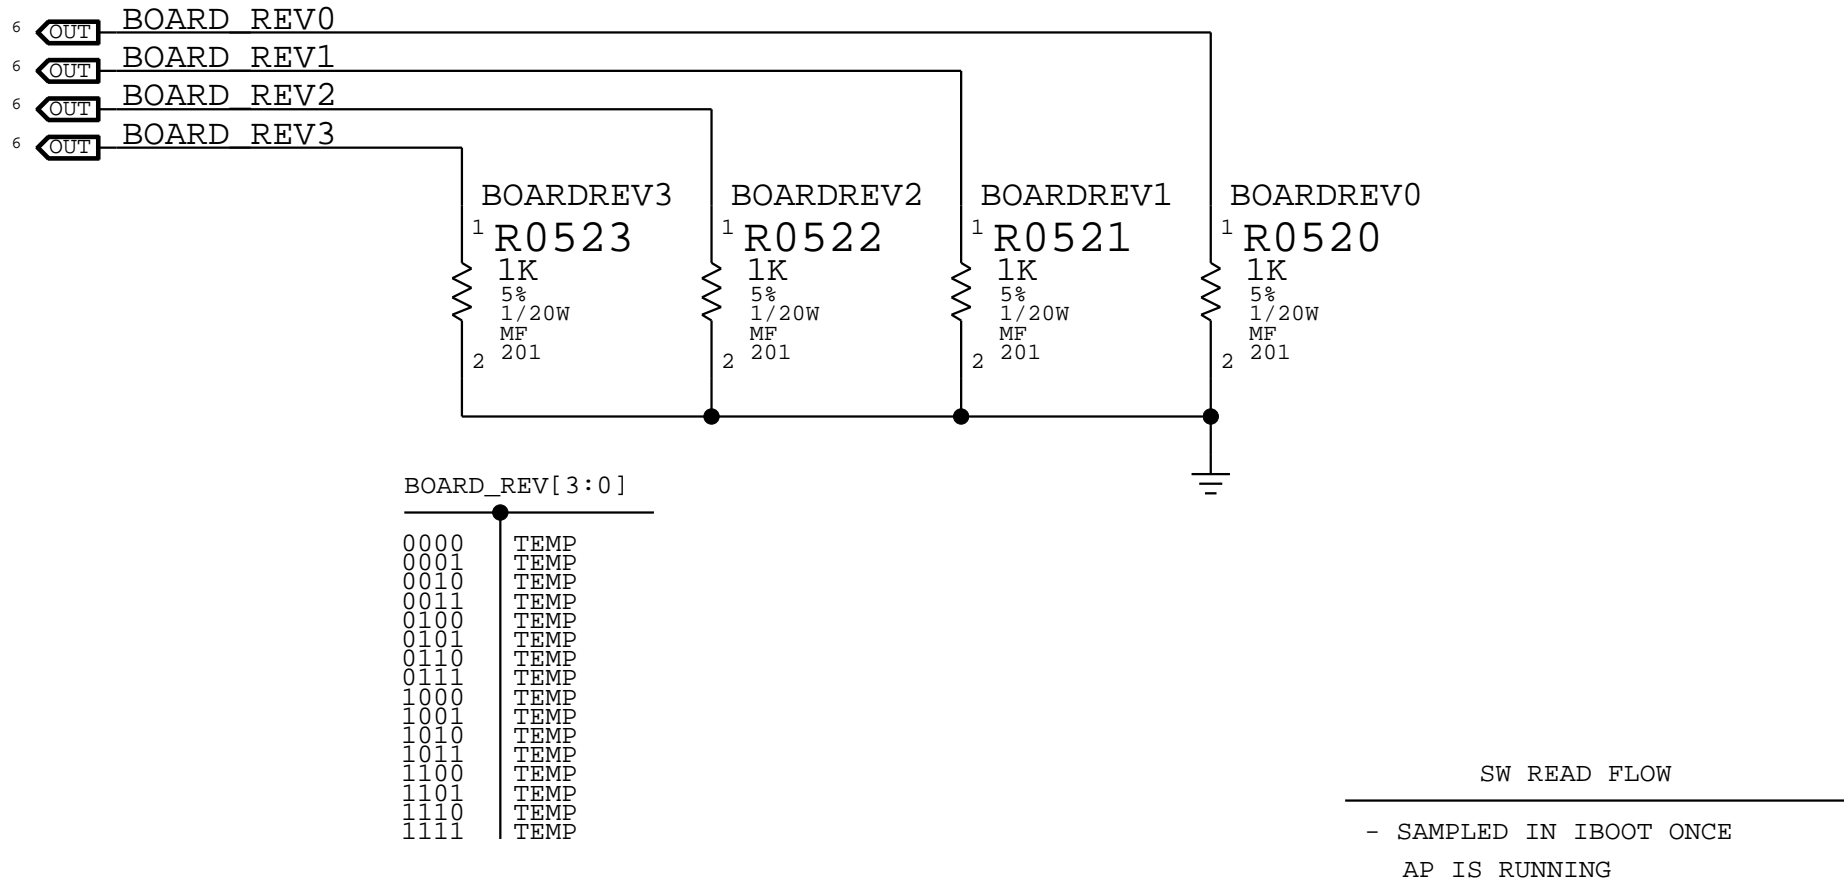 6 OUT BOARD_REV0
6 OUT BOARD_REV1
6 OUT BOARD_REV2
6 OUT BOARD_REV3
BOARDREV3 BOARDREV2 BOARDREV1 BOARDREV0
1 R0523 1 R0522 1 R0521 1 R0520
1K 1K 1K 1K
5% 5% 5% 5%
1/20W 1/20W 1/20W 1/20W
MF MF MF MF
2 201 2 201 2 201 2 201
BOARD_REV[3:0]
0000 TEMP
0001 TEMP
0010 TEMP
0011 TEMP
0100 TEMP
0101 TEMP
0110 TEMP
0111 TEMP
1000 TEMP
1001 TEMP
1010 TEMP
1011 TEMP
1100 TEMP
1101 TEMP
1110 TEMP
1111 TEMP
SW READ FLOW
- SAMPLED IN IBOOT ONCE
AP IS RUNNING